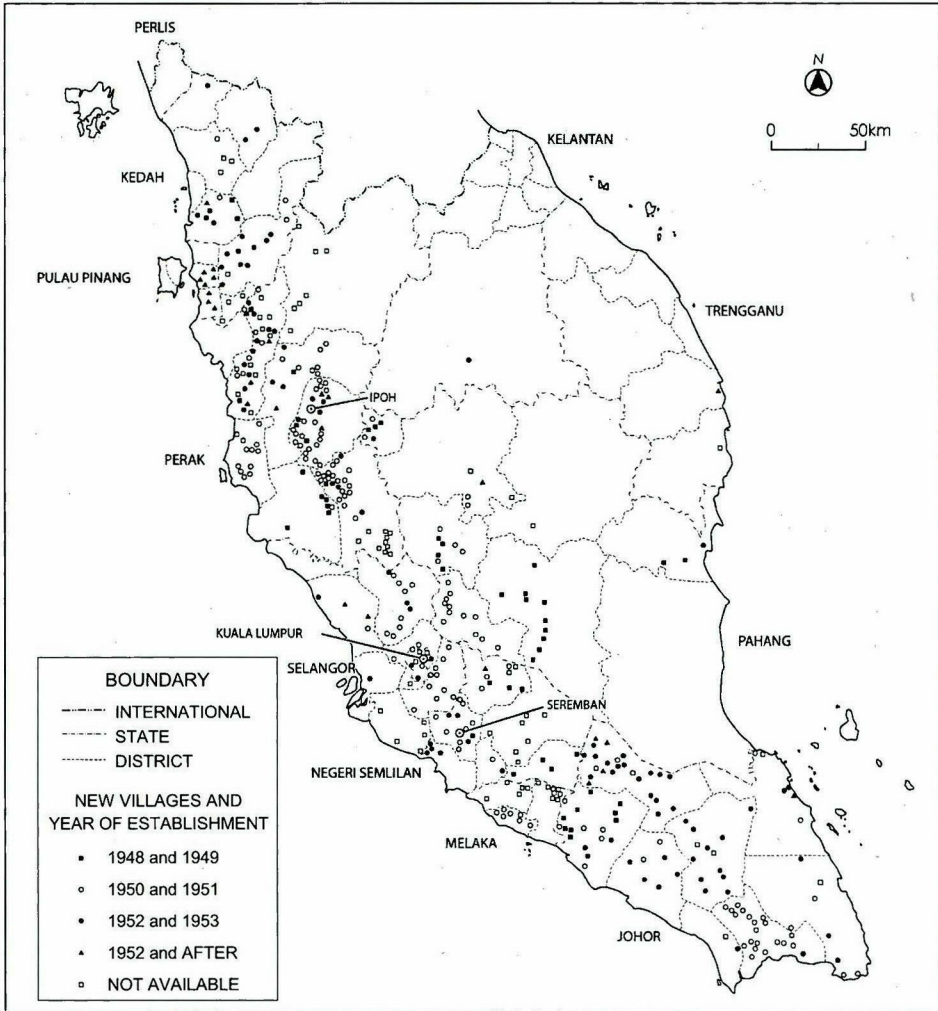 PERLIS
N
0 50km
KELANTAN
KEDAH
PULAU PINANG
TRENGGANU
IPOH
PERAK
KUALA LUMPUR
PAHANG
SELANGOR
SEREMBAN
NEGERI SEMLILAN
MELAKA
JOHOR
BOUNDARY
INTERNATIONAL
STATE
DISTRICT
NEW VILLAGES AND
YEAR OF ESTABLISHMENT
1948 and 1949
1950 and 1951
1952 and 1953
1952 and AFTER
NOT AVAILABLE